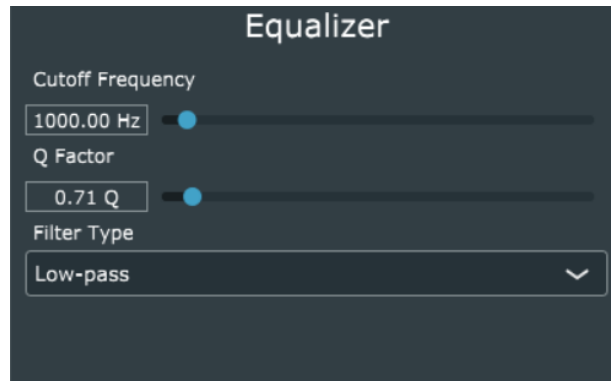 Equalizer
Cutoff Frequency
1000.00 Hz
Q Factor
0.71 Q
Filter Type
Low-pass